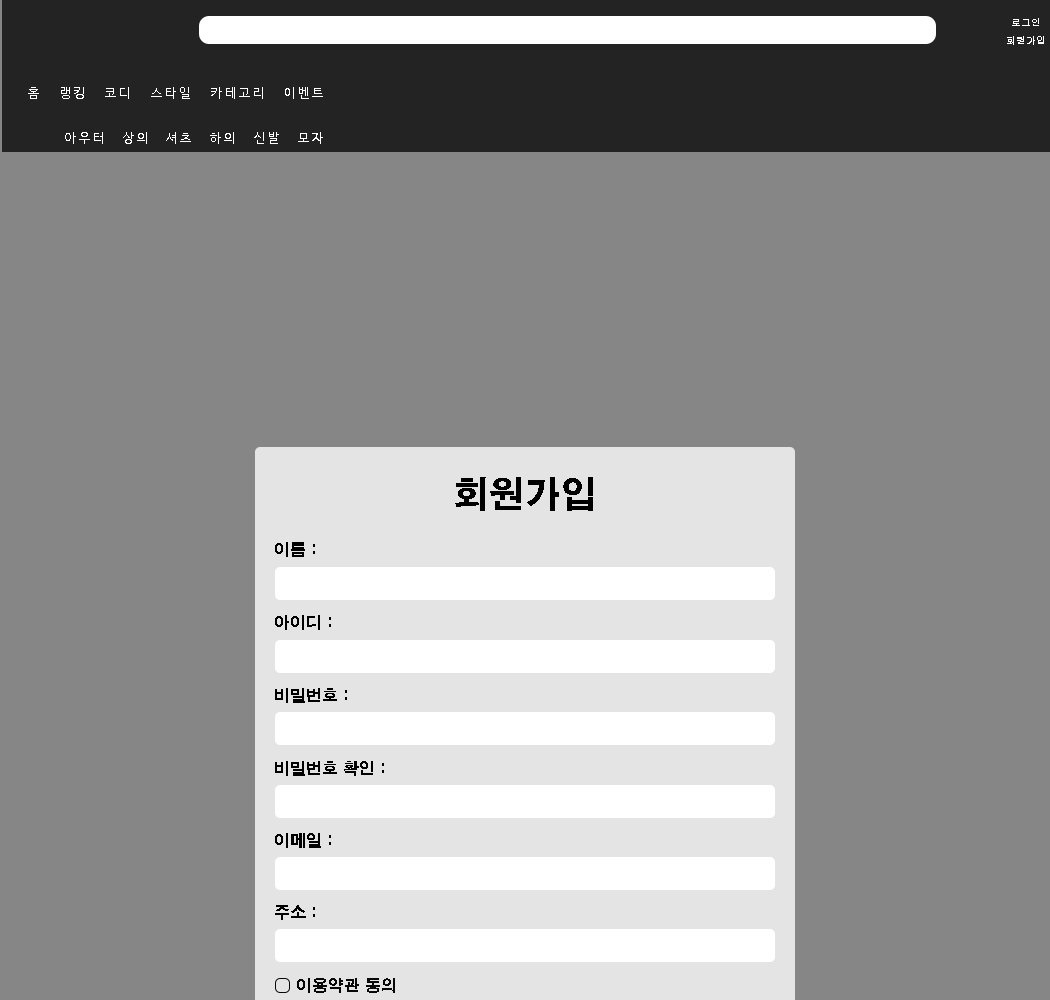 로그인
회원가입
홈 랭킹 코디 스타일 카테고리 이벤트
아우터 상의 셔츠 하의 신발 모자
회원가입
이름 :
아이디 :
비밀번호 :
비밀번호 확인 :
이메일 :
주소 :
이용약관 동의